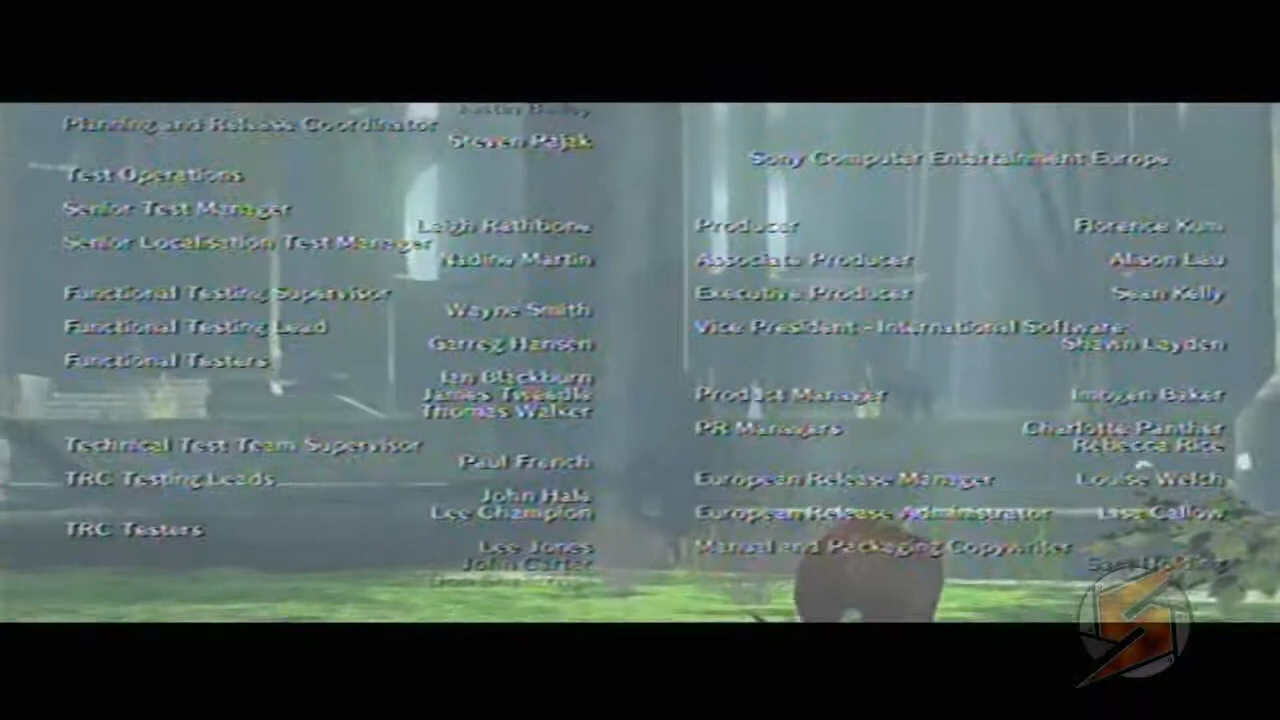 Justin Bailey
Planning and Release Coordinator
Steven Pajak
Test Operations
Senior Test Manager
Leigh Rathbone
Senior Localisation Test Manager
Nadine Martin
Functional Testing Supervisor
Wayne Smith
Functional Testing Lead
Garreg Hansen
Functional Testers
Ian Blackburn
James Tweedle
Thomas Walker
Technical Test Team Supervisor
Paul French
TRC Testing Leads
John Hale
Lee Champion
TRC Testers
Lee Jones
John Carter
Sony Computer Entertainment Europe
Producer Florence Kum
Associate Producer Alison Lau
Executive Producer Sean Kelly
Vice President - International Software
Shawn Layden
Product Manager Imogen Baker
PR Managers Charlotte Panther
Rebecca Rice
European Release Manager Louise Welch
European Release Administrator Lisa Callow
Manual and Packaging Copywriter